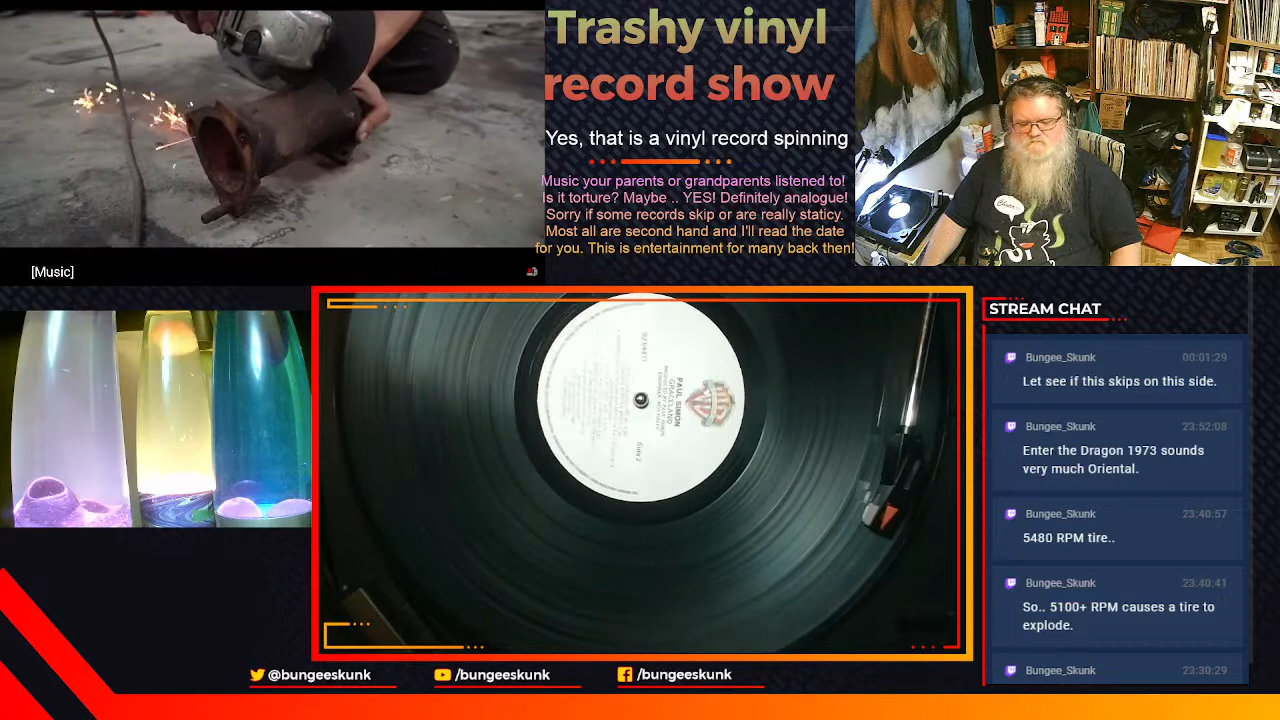 Trashy vinyl
record show
Yes, that is a vinyl record spinning
Music your parents or grandparents listened to!
Is it torture? Maybe .. YES! Definitely analogue!
Sorry if some records skip or are really staticy.
Most all are second hand and I'll read the date
for you. This is entertainment for many back then!
[Music]
PAUL SIMON
GRACELAND
Side 2
STREAM CHAT
Bungee_Skunk 00:01:29
Let see if this skips on this side.
Bungee_Skunk 23:52:08
Enter the Dragon 1973 sounds
very much Oriental.
Bungee_Skunk 23:40:57
5480 RPM tire..
Bungee_Skunk 23:40:41
So.. 5100+ RPM causes a tire to
explode.
Bungee_Skunk 23:30:29
@bungeeskunk
/bungeeskunk
/bungeeskunk